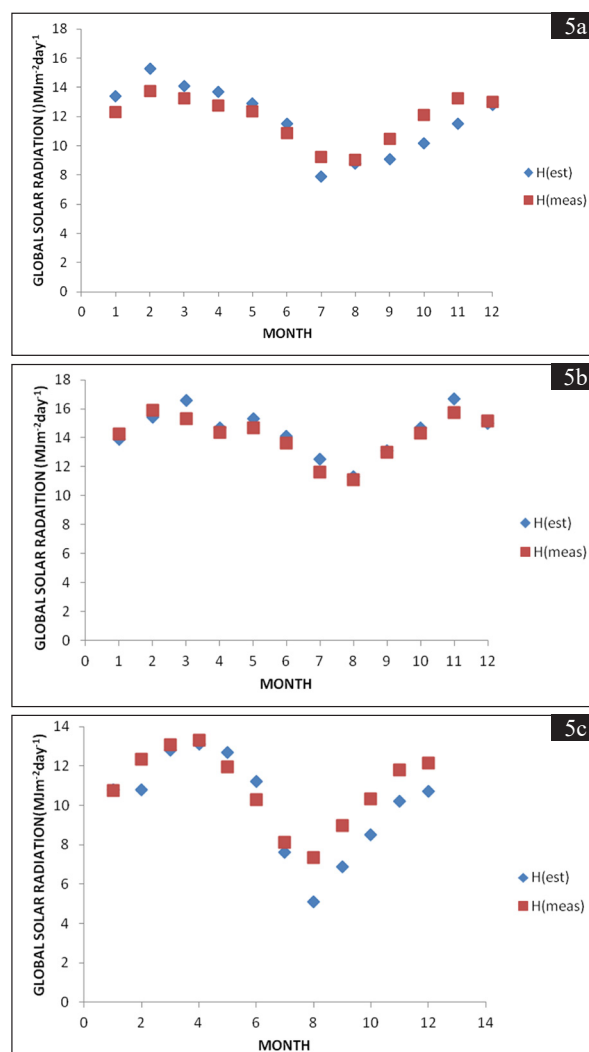 5a
GLOBAL SOLAR RADIATION ()MJm-2day-1)
18
16
14
12
10
8
6
4
2
0
0 1 2 3 4 5 6 7 8 9 10 11 12
MONTH
H(est)
H(meas)
5b
GLOBAL SOLAR RADAITION (MJm-2day-1)
18
16
14
12
10
8
6
4
2
0
0 1 2 3 4 5 6 7 8 9 10 11 12
MONTH
H(est)
H(meas)
5c
GLOBAL SOLAR RADIATION(MJm-2day-1)
14
12
10
8
6
4
2
0
0 2 4 6 8 10 12 14
MONTH
H(est)
H(meas)